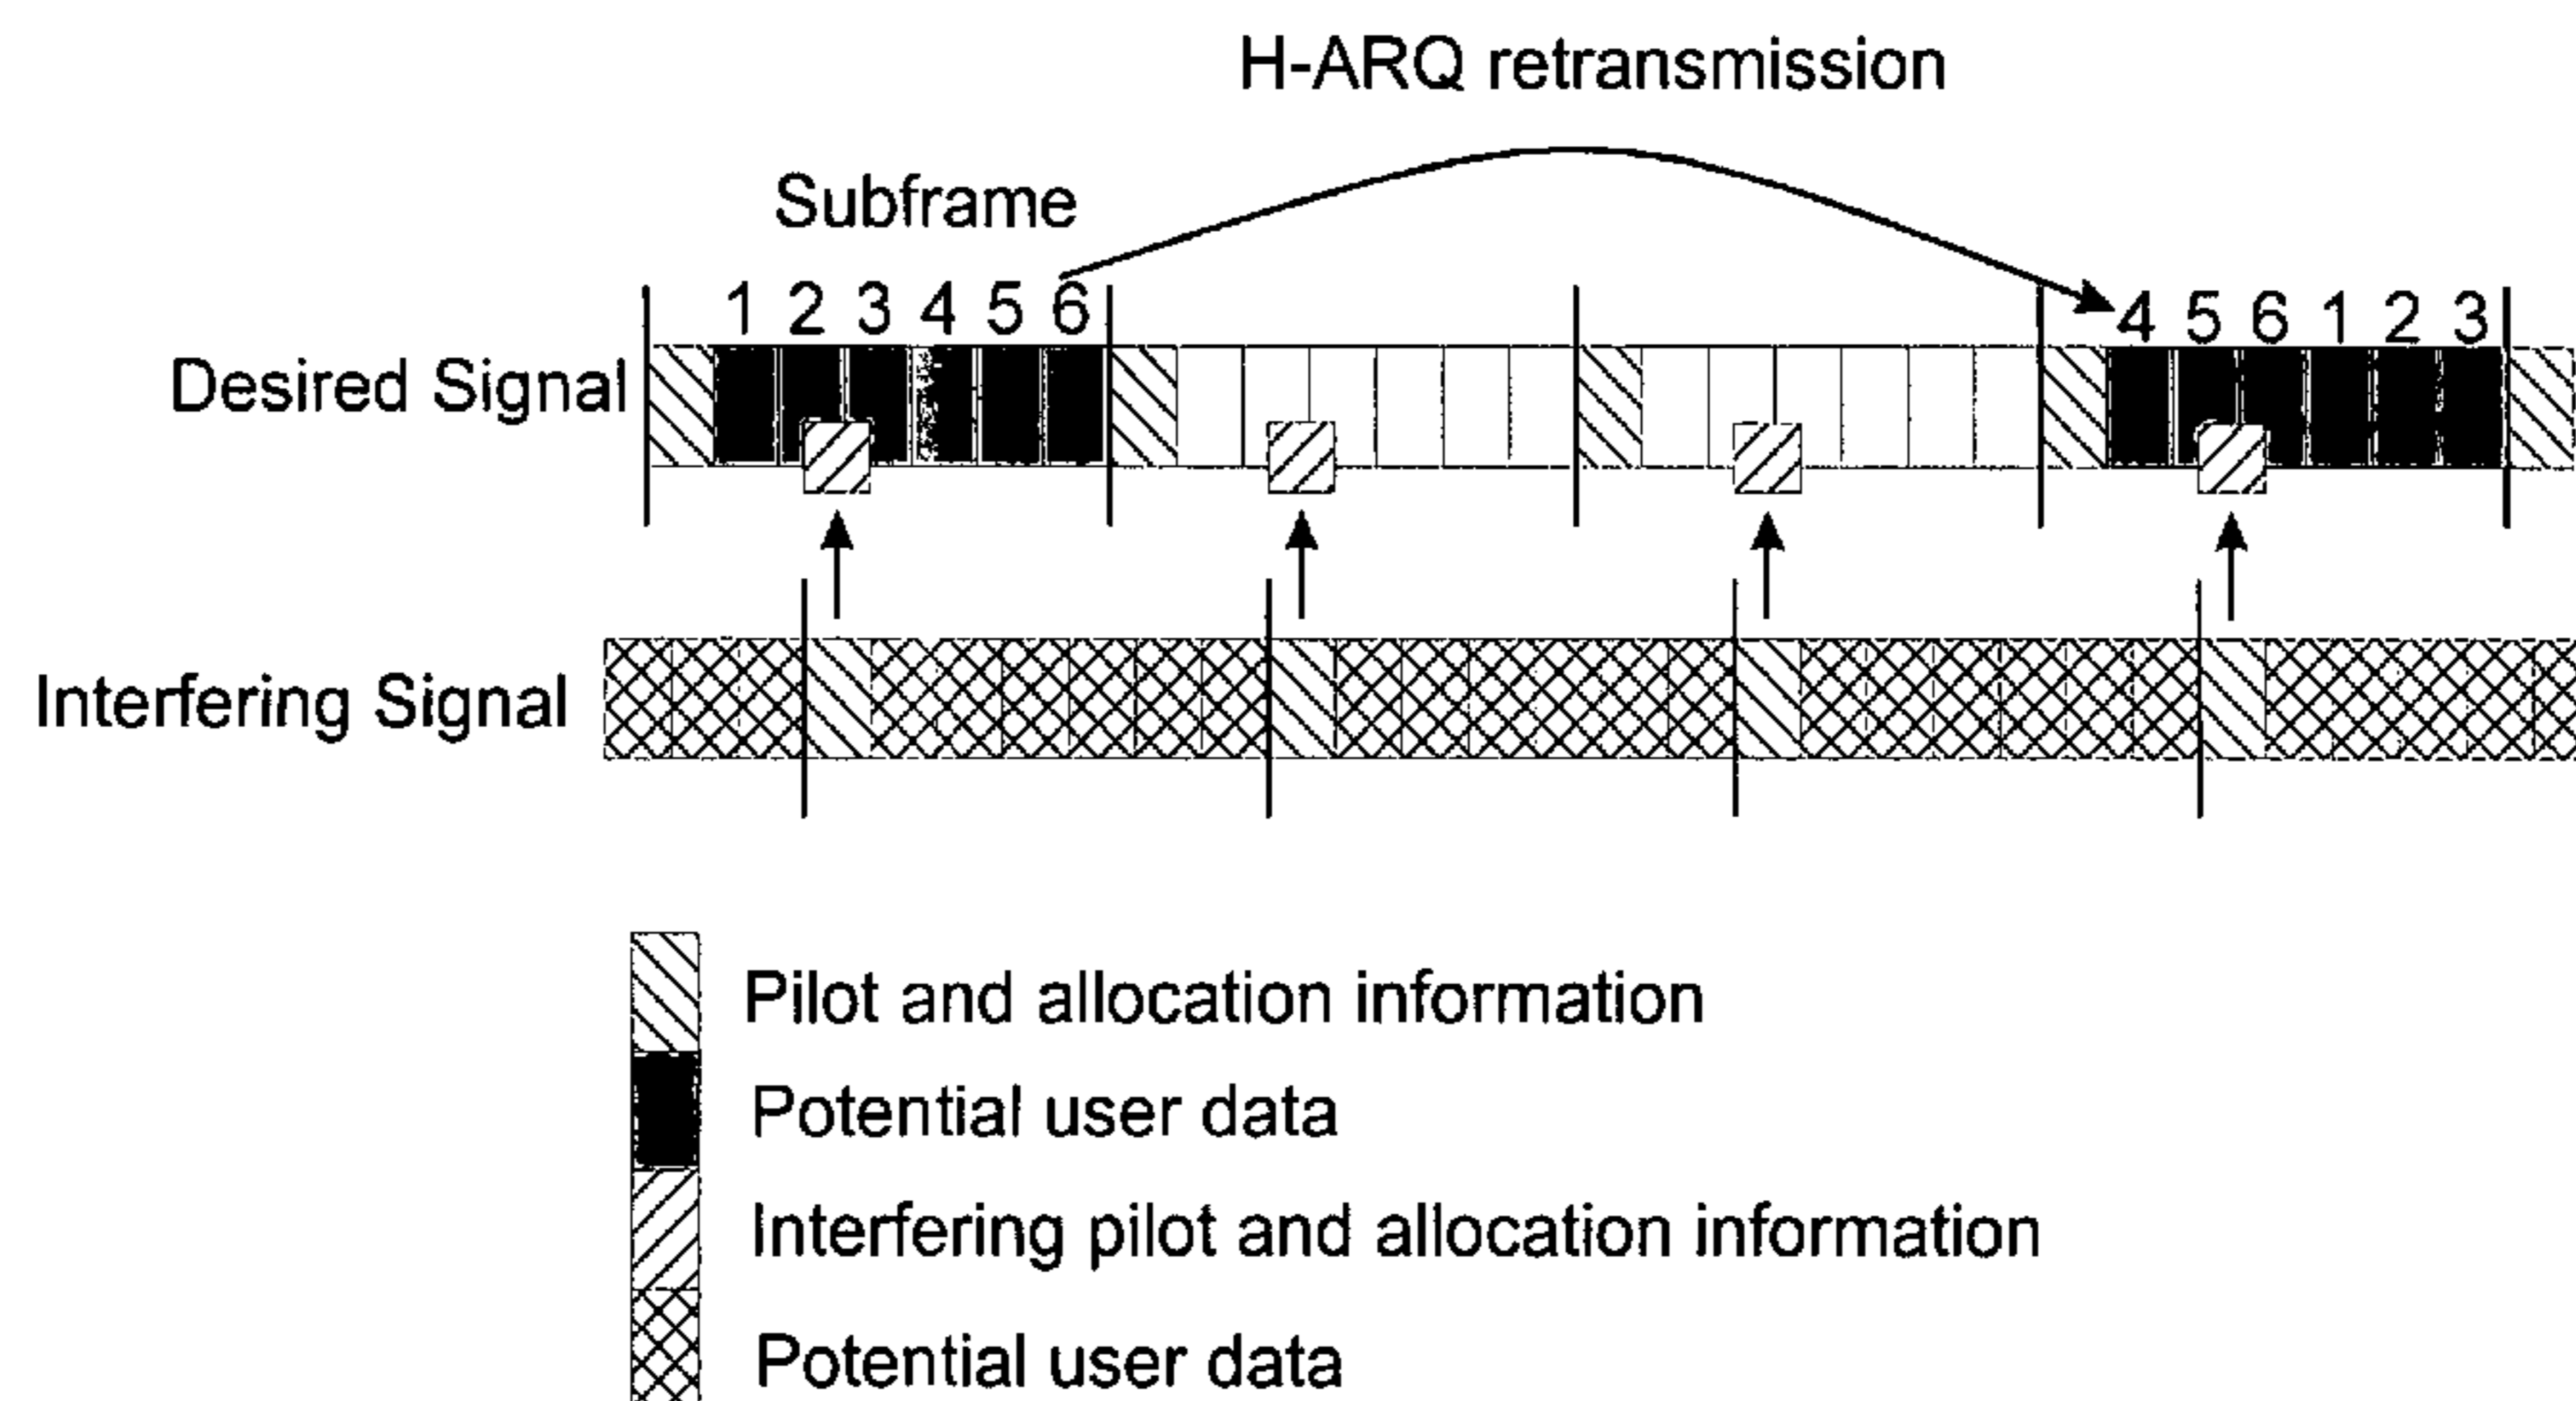 H-ARQ retransmission
Subframe
1 2 3 4 5 6
4 5 6 1 2 3
Desired Signal
Interfering Signal
Pilot and allocation information
Potential user data
Interfering pilot and allocation information
Potential user data